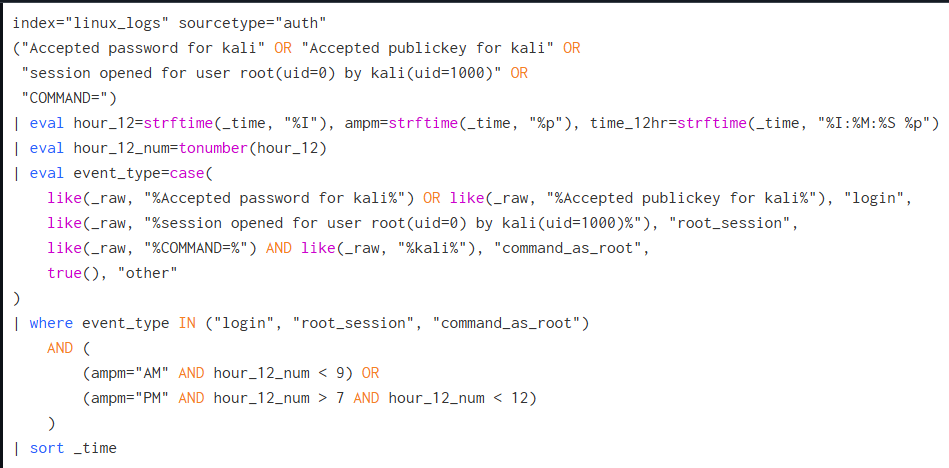 index="linux_logs" sourcetype="auth"
("Accepted password for kali" OR "Accepted publickey for kali" OR
 "session opened for user root(uid=0) by kali(uid=1000)" OR
 "COMMAND=")
| eval hour_12=strftime(_time, "%I"), ampm=strftime(_time, "%p"), time_12hr=strftime(_time, "%I:%M:%S %p")
| eval hour_12_num=tonumber(hour_12)
| eval event_type=case(
    like(_raw, "%Accepted password for kali%") OR like(_raw, "%Accepted publickey for kali%"), "login",
    like(_raw, "%session opened for user root(uid=0) by kali(uid=1000)%"), "root_session",
    like(_raw, "%COMMAND=%") AND like(_raw, "%kali%"), "command_as_root",
    true(), "other"
)
| where event_type IN ("login", "root_session", "command_as_root")
    AND (
        (ampm="AM" AND hour_12_num < 9) OR
        (ampm="PM" AND hour_12_num > 7 AND hour_12_num < 12)
    )
| sort _time